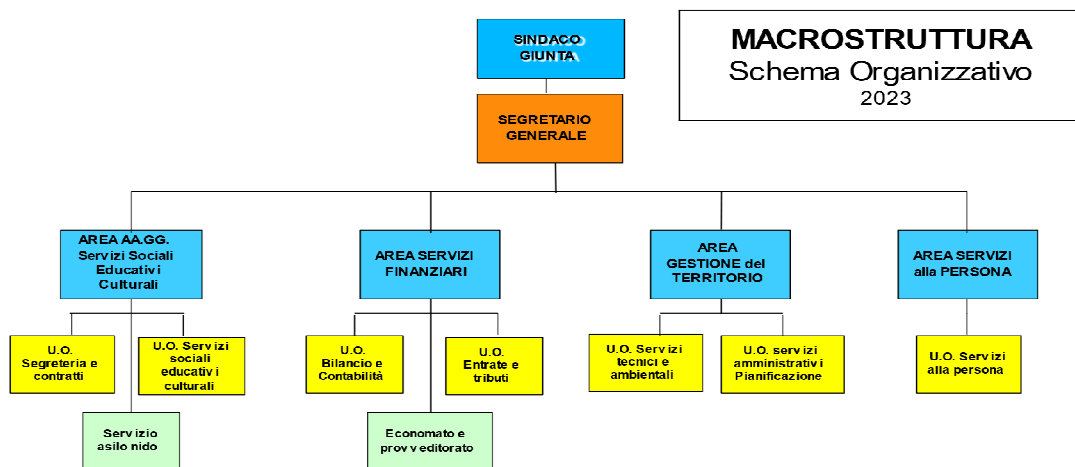 SINDACO
GIUNTA
MACROSTRUTTURA
Schema Organizzativo
2023
SEGRETARIO
GENERALE
AREA AA.GG.
Servizi Sociali
Educativi
Culturali
AREA SERVIZI
FINANZIARI
AREA
GESTIONE del
TERRITORIO
AREA SERVIZI
alla PERSONA
U.O.
Segreteria e
contratti
U.O. Servizi
sociali
educativi
culturali
U.O.
Bilancio e
Contabilità
U.O.
Entrate e
tributi
U.O. Servizi
tecnici e
ambientali
U.O. servizi
amministrativi
Pianificazione
U.O. Servizi
alla persona
Servizio
asilo nido
Economato e
provveditorato